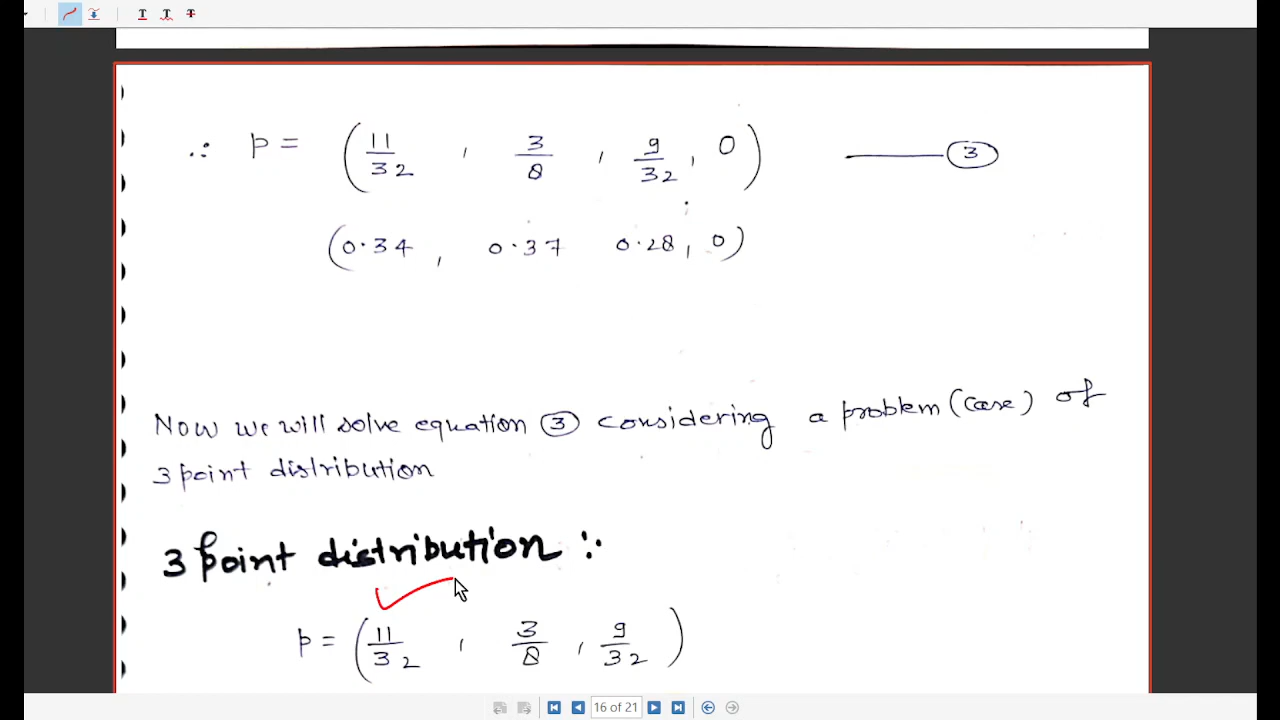 T T T
∴ p = (11/32 , 3/8 , 9/32 , 0) ——— ③
(0.34 , 0.37 0.28, 0)
Now we will solve equation ③ considering a problem (case) of
3 point distribution
3 point distribution :
p = (11/32 , 3/8 , 9/32)
16 of 21